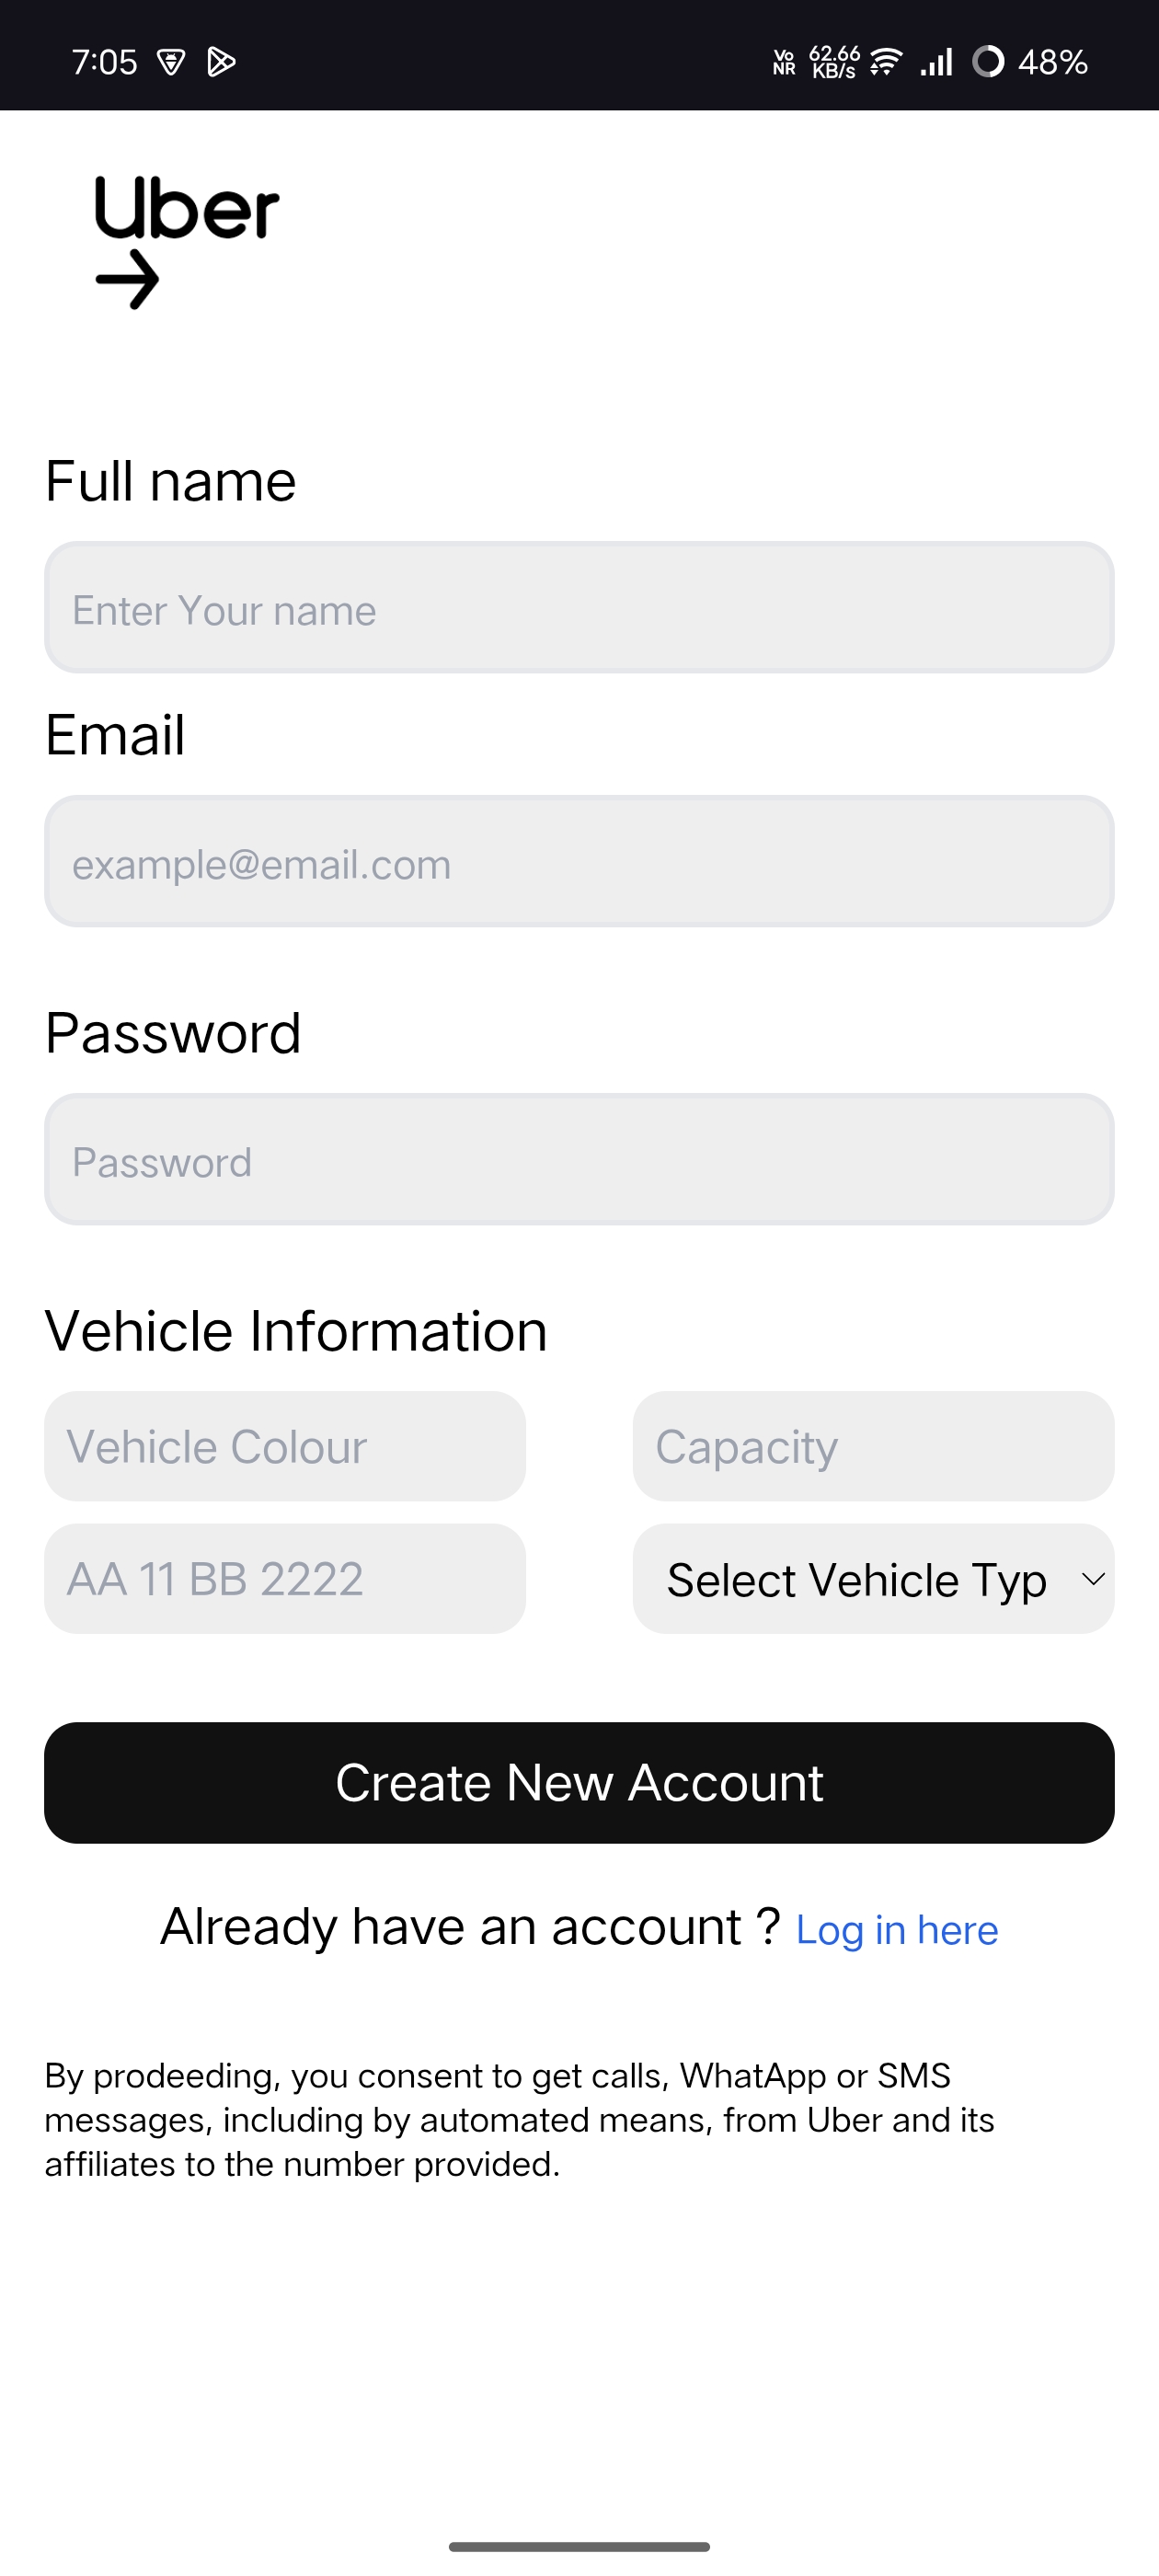 7:05 Vo NR 62.66 KB/s 48%
Uber
Full name
Enter Your name
Email
example@email.com
Password
Password
Vehicle Information
Vehicle Colour Capacity
AA 11 BB 2222 Select Vehicle Typ
Create New Account
Already have an account ? Log in here
By prodeeding, you consent to get calls, WhatApp or SMS
messages, including by automated means, from Uber and its
affiliates to the number provided.